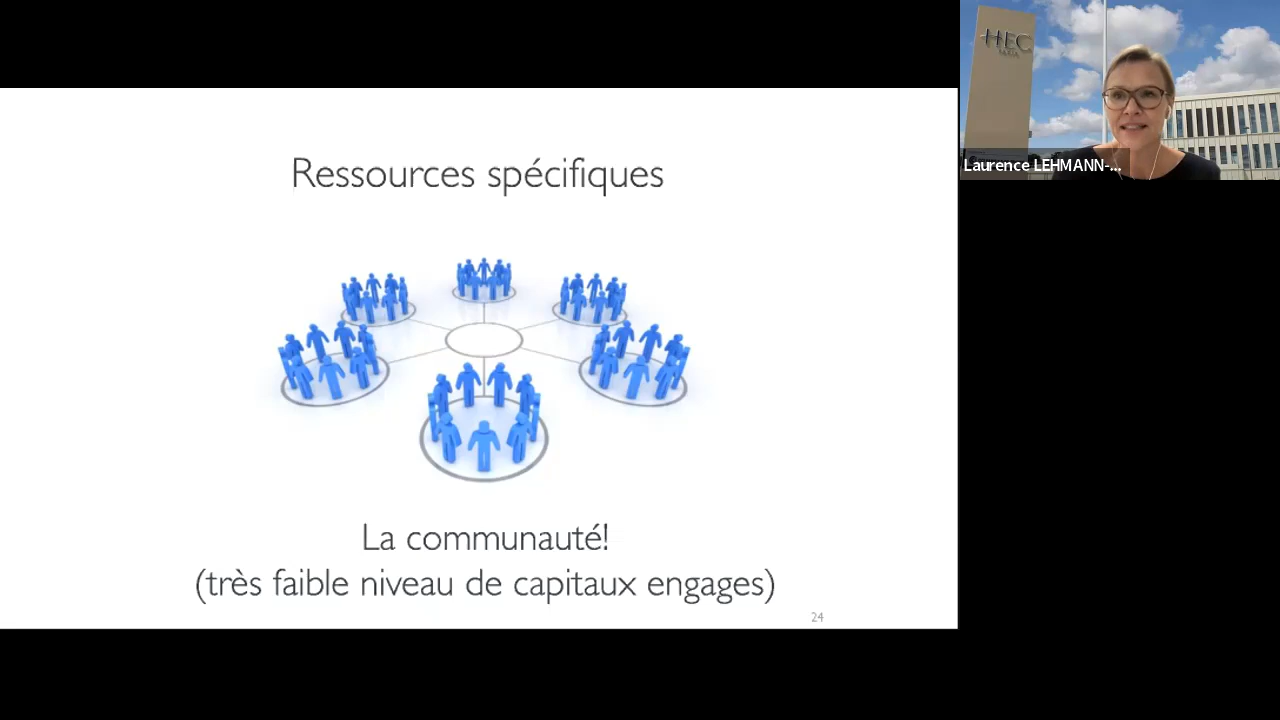 Ressources spécifiques
La communauté!
(très faible niveau de capitaux engages)
24
HEC
Laurence LEHMANN-...